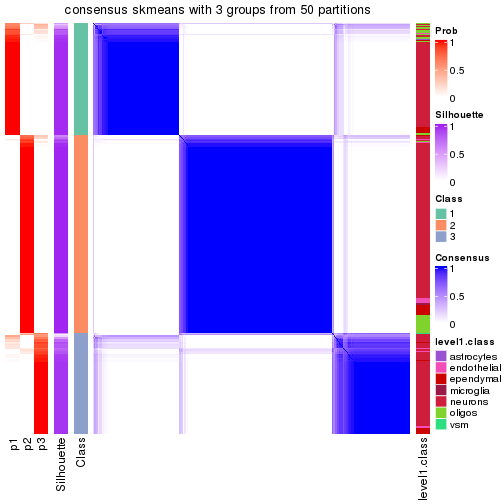 consensus skmeans with 3 groups from 50 partitions
Prob
1
0.5
0
Silhouette
1
0.5
0
Class
1
2
3
Consensus
1
0.5
0
level1.class
astrocytes
endothelial
ependymal
microglia
neurons
oligos
vsm
p1
p2
p3
Silhouette
Class
level1.class